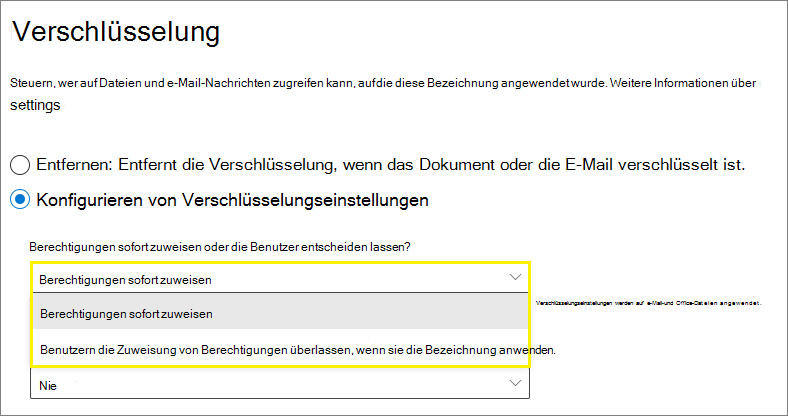 Verschlüsselung
Steuern, wer auf Dateien und e-Mail-Nachrichten zugreifen kann, auf die diese Bezeichnung angewendet wurde. Weitere Informationen über
settings
Entfernen: Entfernt die Verschlüsselung, wenn das Dokument oder die E-Mail verschlüsselt ist.
Konfigurieren von Verschlüsselungseinstellungen
Berechtigungen sofort zuweisen oder die Benutzer entscheiden lassen?
Berechtigungen sofort zuweisen
Verschlüsselungseinstellungen werden auf e-Mail-und Office-Dateien angewendet.
Berechtigungen sofort zuweisen
Benutzern die Zuweisung von Berechtigungen überlassen, wenn sie die Bezeichnung anwenden.
Nie